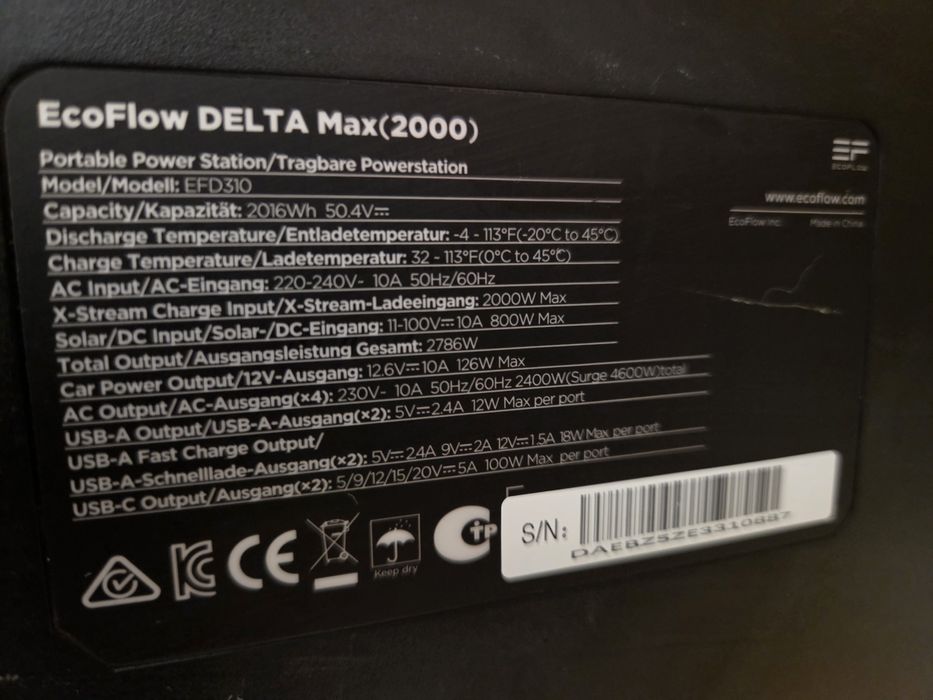 EcoFlow DELTA Max(2000)
Portable Power Station/Tragbare Powerstation
Model/Modell: EFD310
Capacity/Kapazität: 2016Wh 50.4V⎓
Discharge Temperature/Entladetemperatur: -4 - 113°F(-20°C to 45°C)
Charge Temperature/Ladetemperatur: 32 - 113°F(0°C to 45°C)
AC Input/AC-Eingang: 220-240V~ 10A 50Hz/60Hz
X-Stream Charge Input/X-Stream-Ladeeingang: 2000W Max
Solar/DC Input/Solar-/DC-Eingang: 11-100V⎓10A 800W Max
Total Output/Ausgangsleistung Gesamt: 2786W
Car Power Output/12V-Ausgang: 12.6V⎓10A 126W Max
AC Output/AC-Ausgang(×4): 230V~ 10A 50Hz/60Hz 2400W(Surge 4600W)total
USB-A Output/USB-A-Ausgang(×2): 5V⎓2.4A 12W Max per port
USB-A Fast Charge Output/
USB-A-Schnelllade-Ausgang(×2): 5V⎓2.4A 9V⎓2A 12V⎓1.5A 18W Max per port
USB-C Output/Ausgang(×2): 5/9/12/15/20V⎓5A 100W Max per port
EF
ECOFLOW
www.ecoflow.com
EcoFlow Inc. Made in China
Keep dry
S/N: